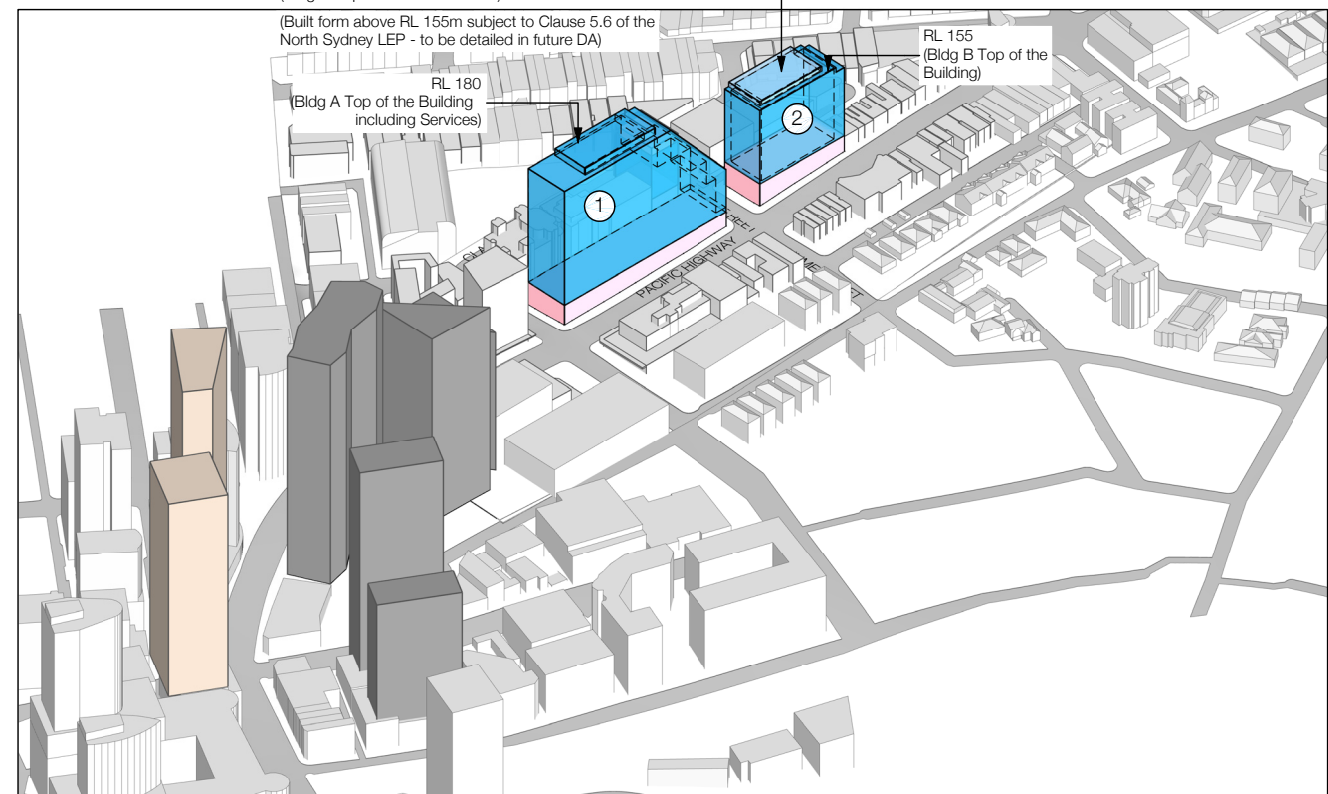 (Built form above RL 155m subject to Clause 5.6 of the
North Sydney LEP - to be detailed in future DA)
RL 155
(Bldg B Top of the
Building)
RL 180
(Bldg A Top of the Building
including Services)
2
1
PACIFIC HIGHWAY